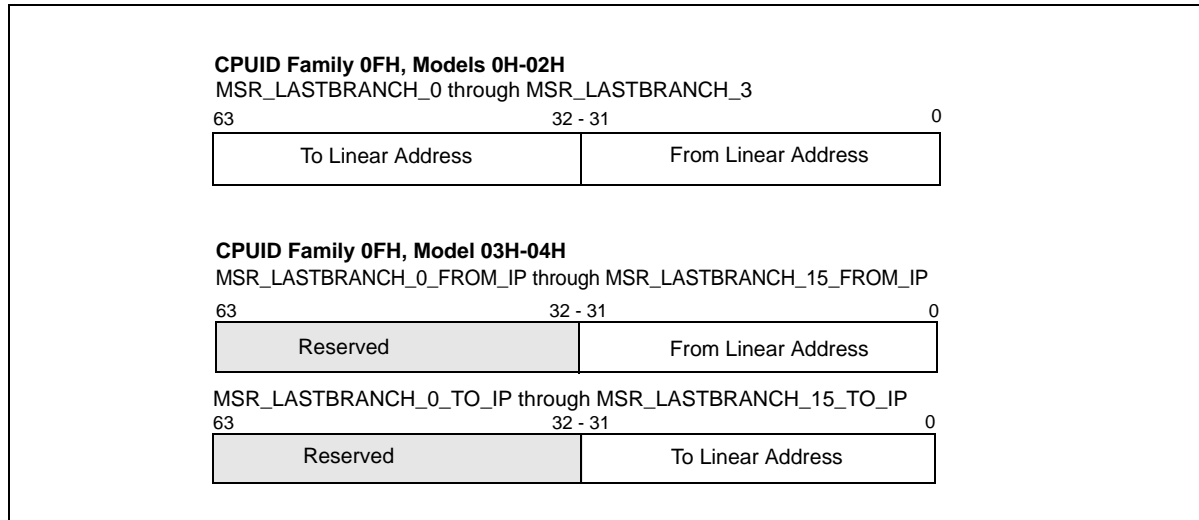 CPUID Family 0FH, Models 0H-02H
MSR_LASTBRANCH_0 through MSR_LASTBRANCH_3
63 32 - 31 0
To Linear Address From Linear Address
CPUID Family 0FH, Model 03H-04H
MSR_LASTBRANCH_0_FROM_IP through MSR_LASTBRANCH_15_FROM_IP
63 32 - 31 0
Reserved From Linear Address
MSR_LASTBRANCH_0_TO_IP through MSR_LASTBRANCH_15_TO_IP
63 32 - 31 0
Reserved To Linear Address